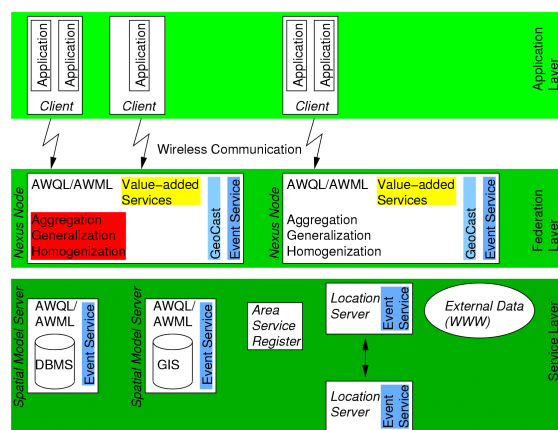 Application
Application
Client
Application
Client
Application
Application
Client
Application
Layer
Wireless Communication
Nexus Node
AWQL/AWML
Value-added
Services
Aggregation
Generalization
Homogenization
GeoCast
Event Service
Nexus Node
AWQL/AWML
Value-added
Services
Aggregation
Generalization
Homogenization
GeoCast
Event Service
Federation
Layer
Spatial Model Server
AWQL/
AWML
DBMS
Event Service
Spatial Model Server
AWQL/
AWML
GIS
Event Service
Area
Service
Register
Location
Server
Event
Service
External Data
(WWW)
Location
Server
Event
Service
Service Layer